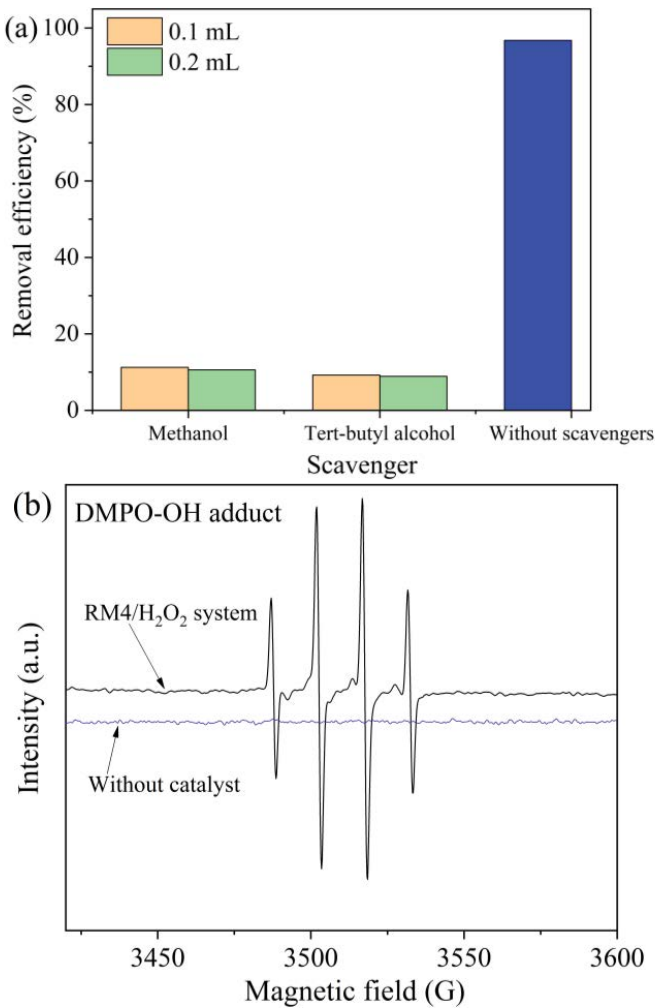 (a)
100
80
60
40
20
0
Removal efficiency (%)
0.1 mL
0.2 mL
Methanol
Tert-butyl alcohol
Without scavengers
Scavenger
(b)
DMPO-OH adduct
RM4/H₂O₂ system
Without catalyst
Intensity (a.u.)
3450
3500
3550
3600
Magnetic field (G)